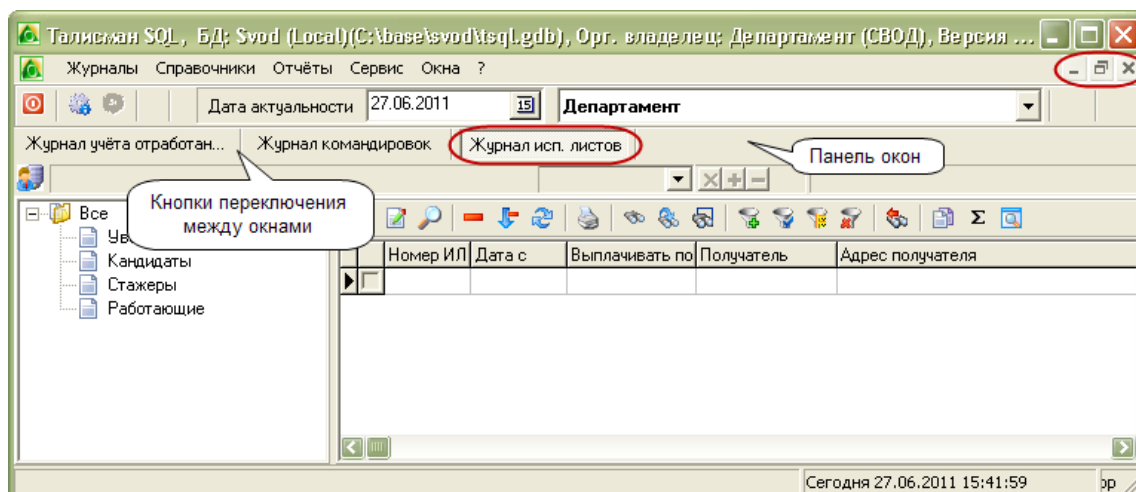 Талисман SQL, БД: Svod (Local)(C:\base\svod\tsql.gdb), Орг. владелец: Департамент (СВОД), Версия ...
Журналы Справочники Отчёты Сервис Окна ?
Дата актуальности 27.06.2011 15 Департамент
Журнал учёта отработан... Журнал командировок Журнал исп. листов
Панель окон
Кнопки переключения
между окнами
Все
Кандидаты
Стажеры
Работающие
Номер ИЛ Дата с Выплачивать по Получатель Адрес получателя
Сегодня 27.06.2011 15:41:59